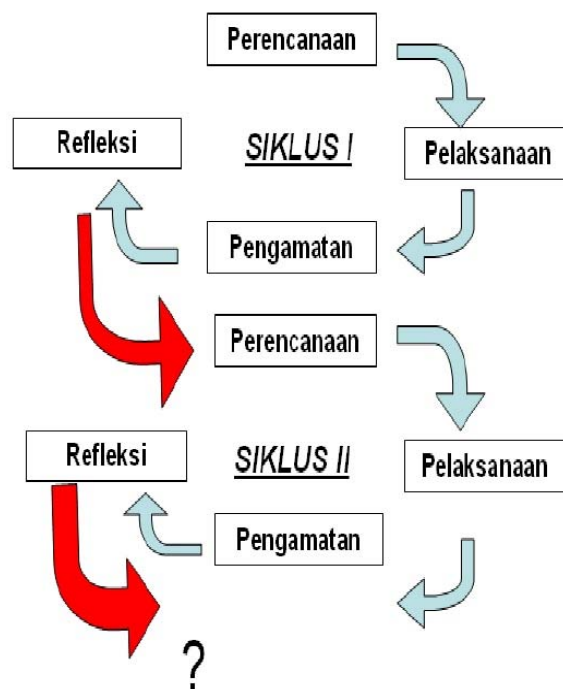 Perencanaan
Refleksi
SIKLUS I
Pelaksanaan
Pengamatan
Perencanaan
Refleksi
SIKLUS II
Pelaksanaan
Pengamatan
?